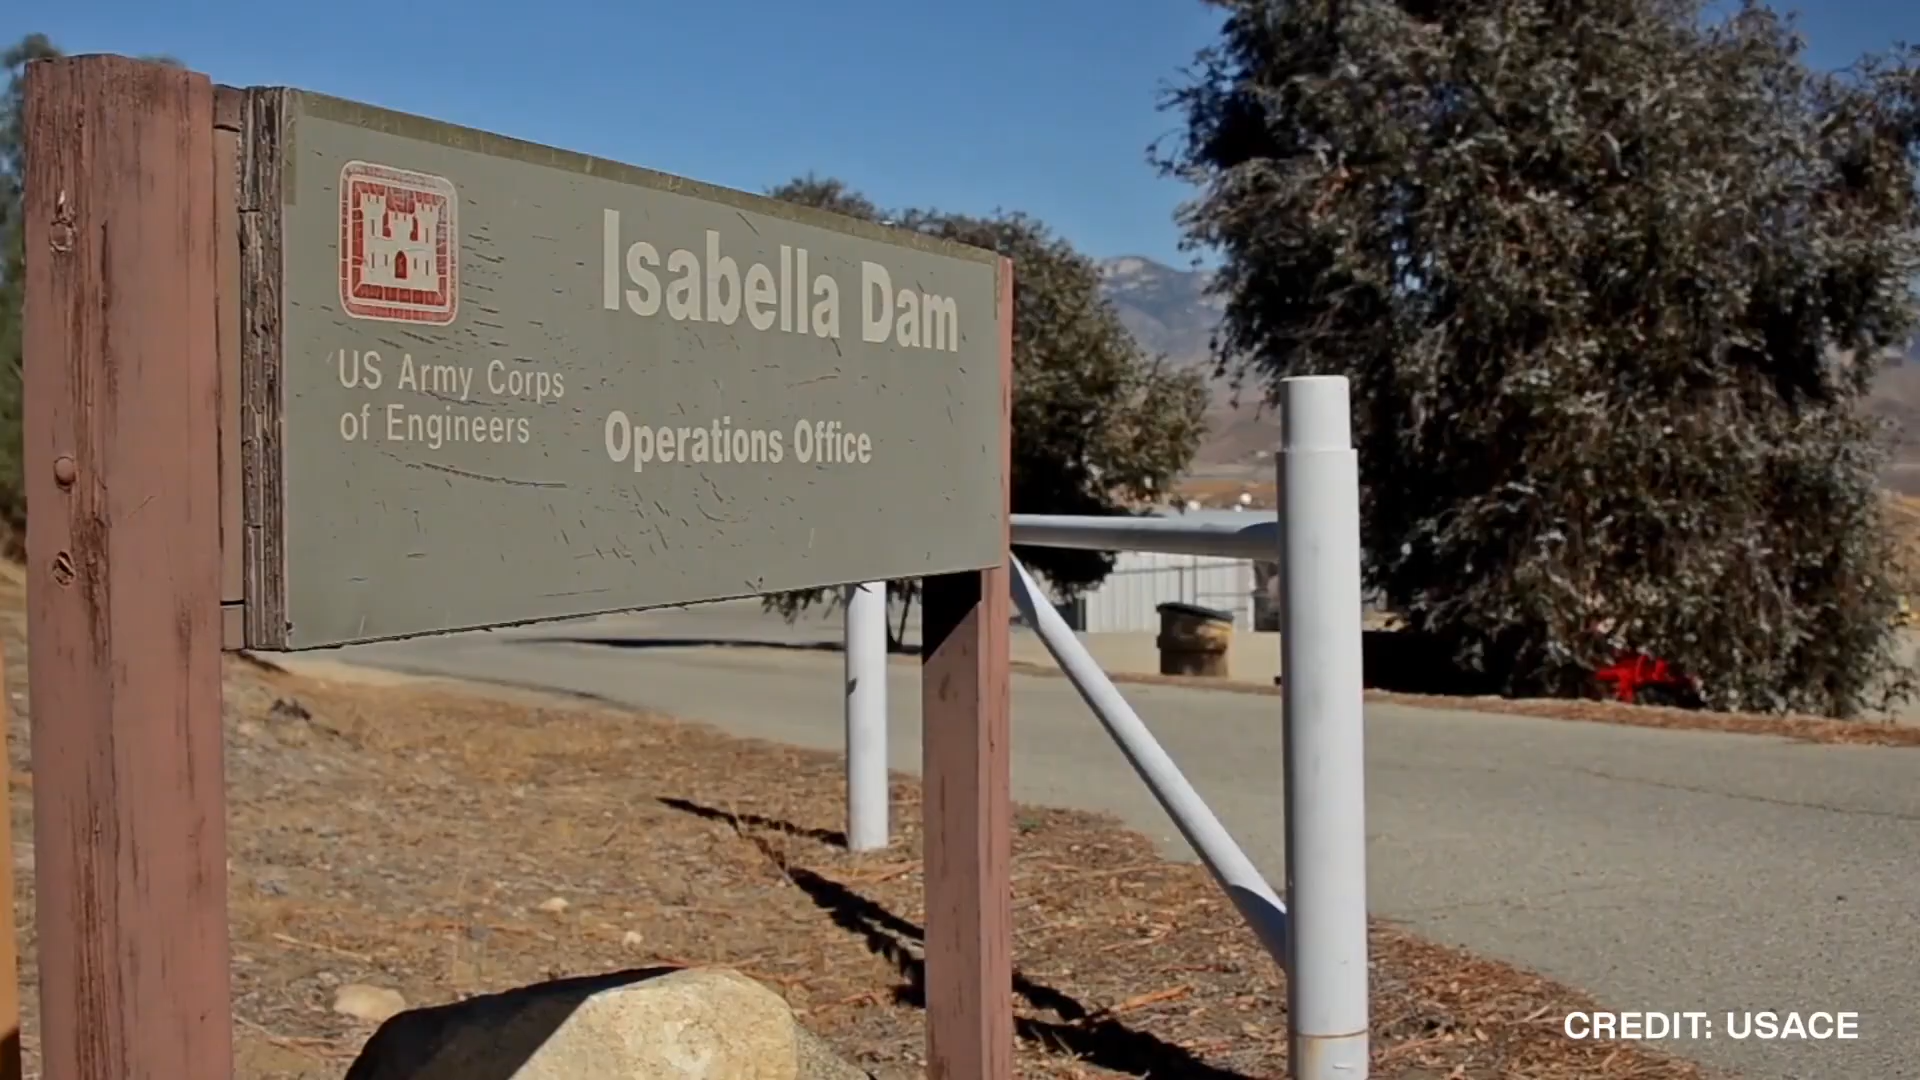 Isabella Dam
US Army Corps
of Engineers
Operations Office
CREDIT: USACE